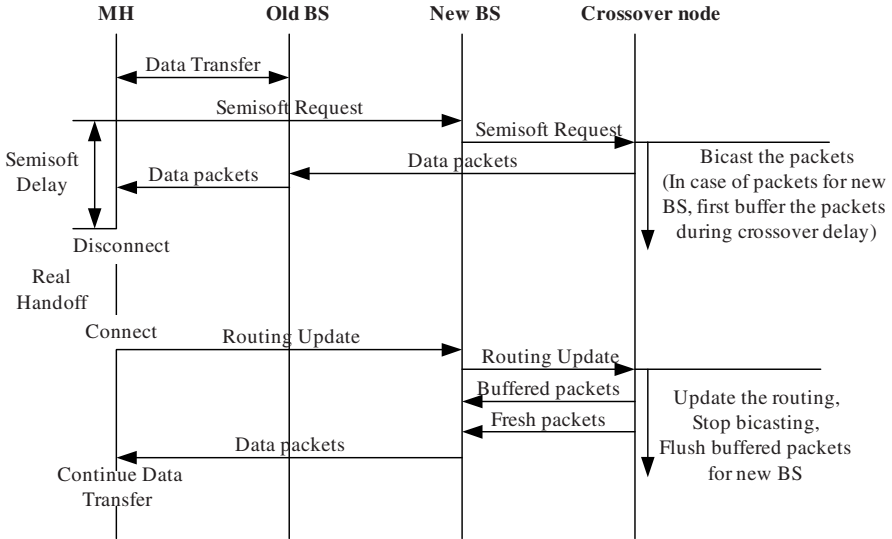 MH
Old BS
New BS
Crossover node
Data Transfer
Semisoft Request
Semisoft Request
Semisoft
Delay
Data packets
Data packets
Bicast the packets
(In case of packets for new
BS, first buffer the packets
during crossover delay)
Disconnect
Real
Handoff
Connect
Routing Update
Routing Update
Buffered packets
Fresh packets
Update the routing,
Stop bicasting,
Flush buffered packets
for new BS
Data packets
Continue Data
Transfer